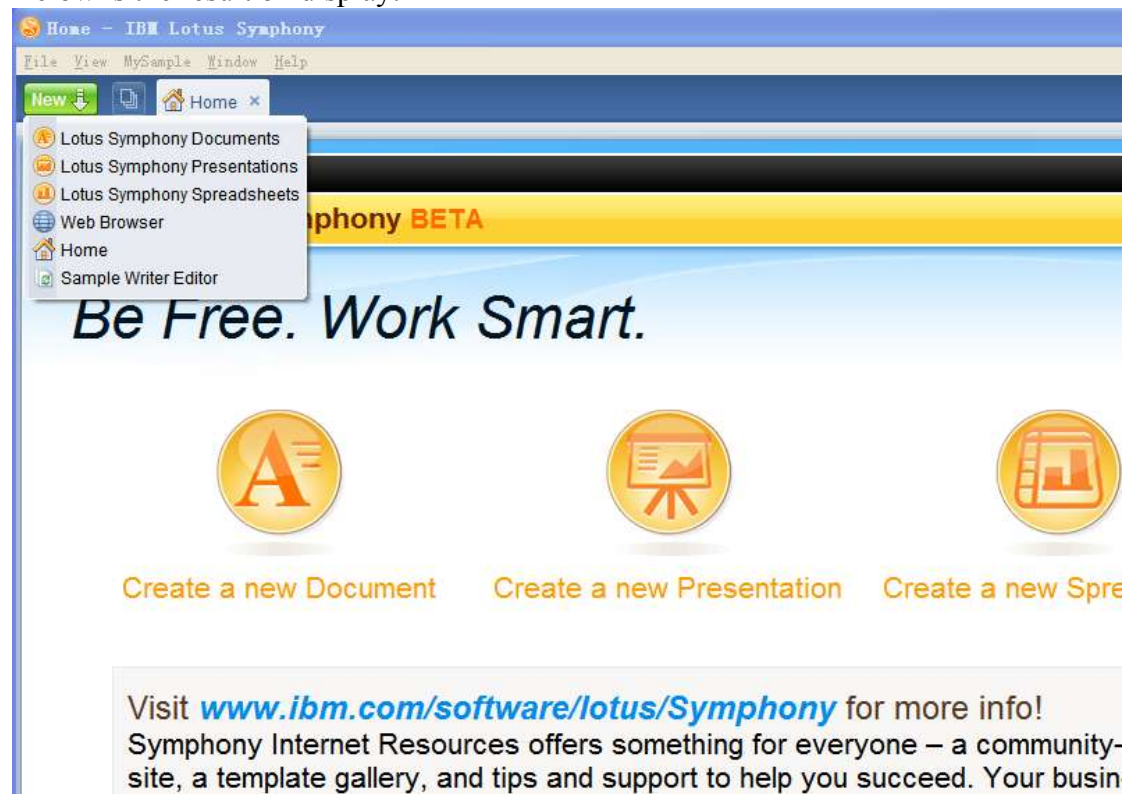 Home - IBM Lotus Symphony
File View MySample Window Help
New Home ×
Lotus Symphony Documents
Lotus Symphony Presentations
Lotus Symphony Spreadsheets
Web Browser
Home
Sample Writer Editor
phony BETA
Be Free. Work Smart.
A
Create a new Document Create a new Presentation Create a new Spre
Visit www.ibm.com/software/lotus/Symphony for more info!
Symphony Internet Resources offers something for everyone – a community-
site, a template gallery, and tips and support to help you succeed. Your busin